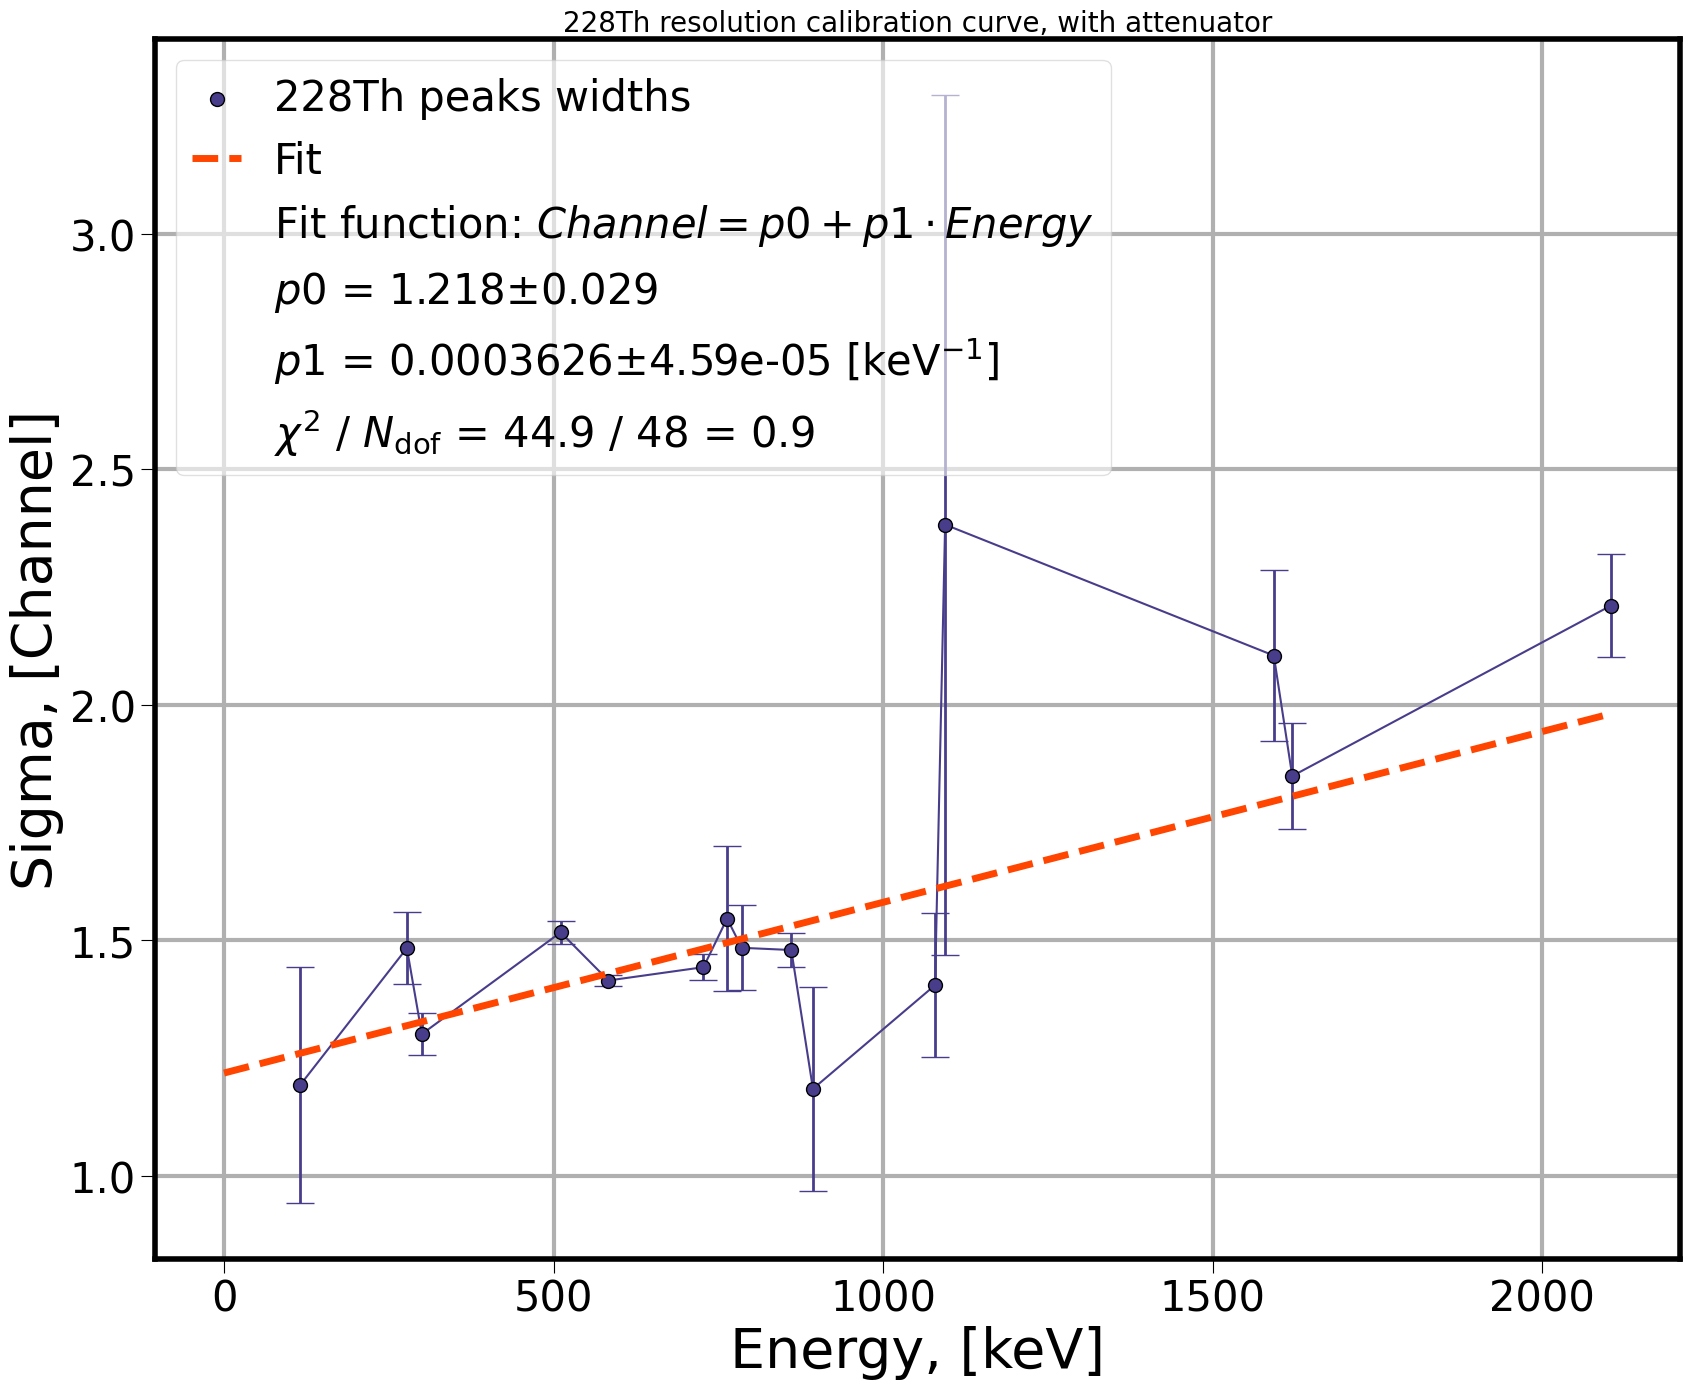 228Th resolution calibration curve, with attenuator
228Th peaks widths
Fit
Fit function: Channel = p0 + p1 · Energy
p0 = 1.218±0.029
p1 = 0.0003626±4.59e-05 [keV⁻¹]
χ² / N_dof = 44.9 / 48 = 0.9
Sigma, [Channel]
3.0
2.5
2.0
1.5
1.0
0 500 1000 1500 2000
Energy, [keV]